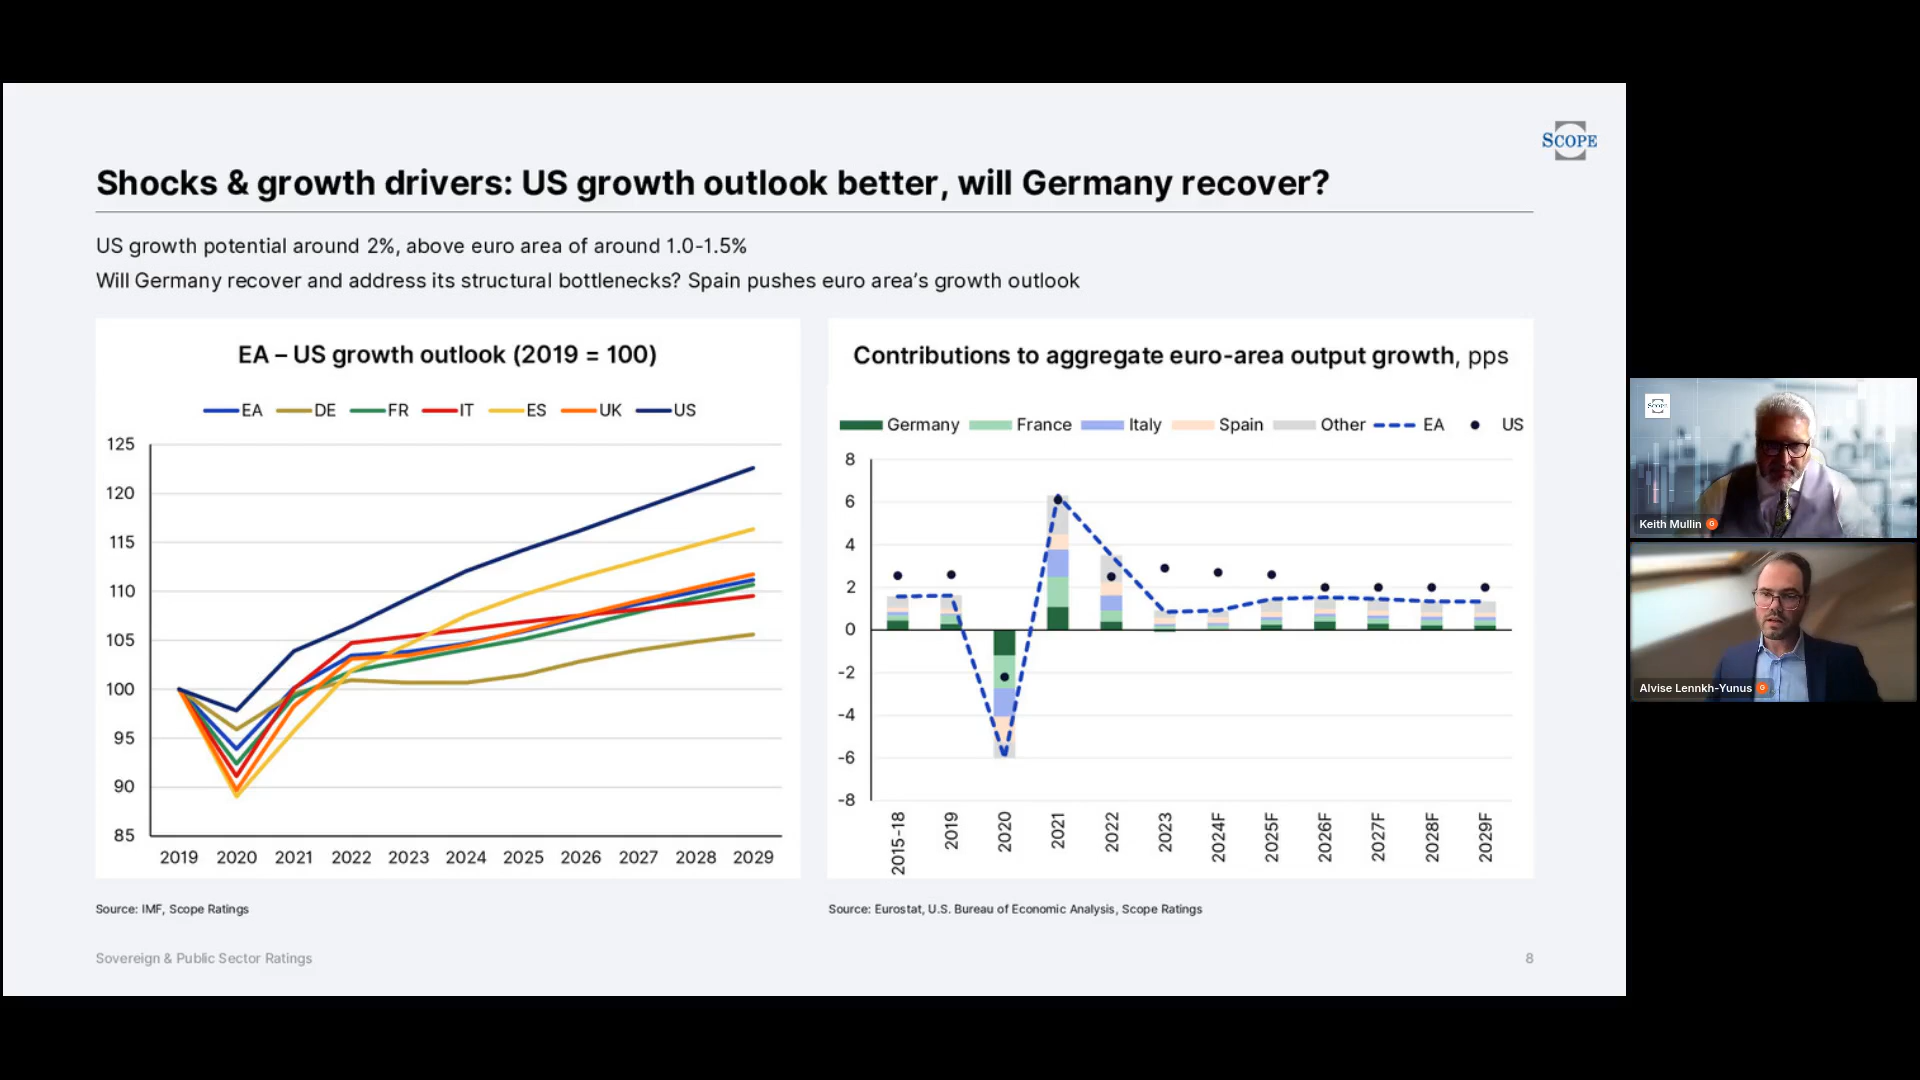 SCOPE
Shocks & growth drivers: US growth outlook better, will Germany recover?
US growth potential around 2%, above euro area of around 1.0-1.5%
Will Germany recover and address its structural bottlenecks? Spain pushes euro area's growth outlook
EA – US growth outlook (2019 = 100)
EA DE FR IT ES UK US
125
120
115
110
105
100
95
90
85
2019 2020 2021 2022 2023 2024 2025 2026 2027 2028 2029
Source: IMF, Scope Ratings
Contributions to aggregate euro-area output growth, pps
Germany France Italy Spain Other EA US
8
6
4
2
0
-2
-4
-6
-8
2015-18 2019 2020 2021 2022 2023 2024F 2025F 2026F 2027F 2028F 2029F
Source: Eurostat, U.S. Bureau of Economic Analysis, Scope Ratings
Sovereign & Public Sector Ratings
8
SCOPE
Keith Mullin G
Alvise Lennkh-Yunus G